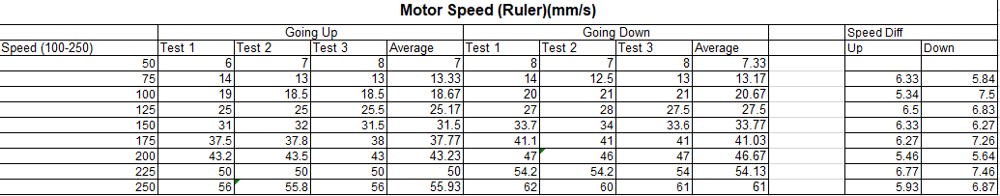 Motor Speed (Ruler)(mm/s)
Going Up Going Down Speed Diff
Speed (100-250) Test 1 Test 2 Test 3 Average Test 1 Test 2 Test 3 Average Up Down
50 6 7 8 7 8 7 8 7.33
75 14 13 13 13.33 14 12.5 13 13.17 6.33 5.84
100 19 18.5 18.5 18.67 20 21 21 20.67 5.34 7.5
125 25 25 25.5 25.17 27 28 27.5 27.5 6.5 6.83
150 31 32 31.5 31.5 33.7 34 33.6 33.77 6.33 6.27
175 37.5 37.8 38 37.77 41.1 41 41 41.03 6.27 7.26
200 43.2 43.5 43 43.23 47 46 47 46.67 5.46 5.64
225 50 50 50 50 54.2 54.2 54 54.13 6.77 7.46
250 56 55.8 56 55.93 62 60 61 61 5.93 6.87